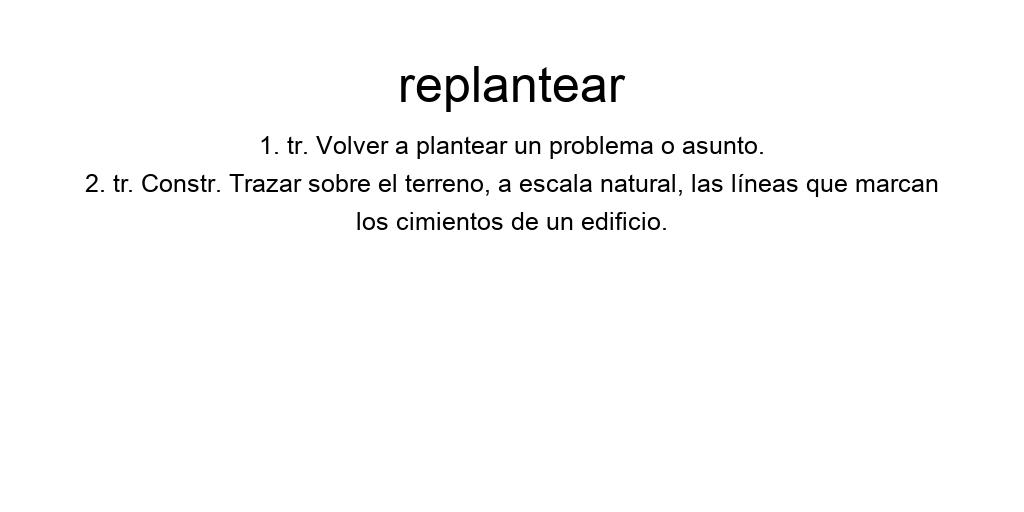 replantear
1. tr. Volver a plantear un problema o asunto.
2. tr. Constr. Trazar sobre el terreno, a escala natural, las líneas que marcan
los cimientos de un edificio.